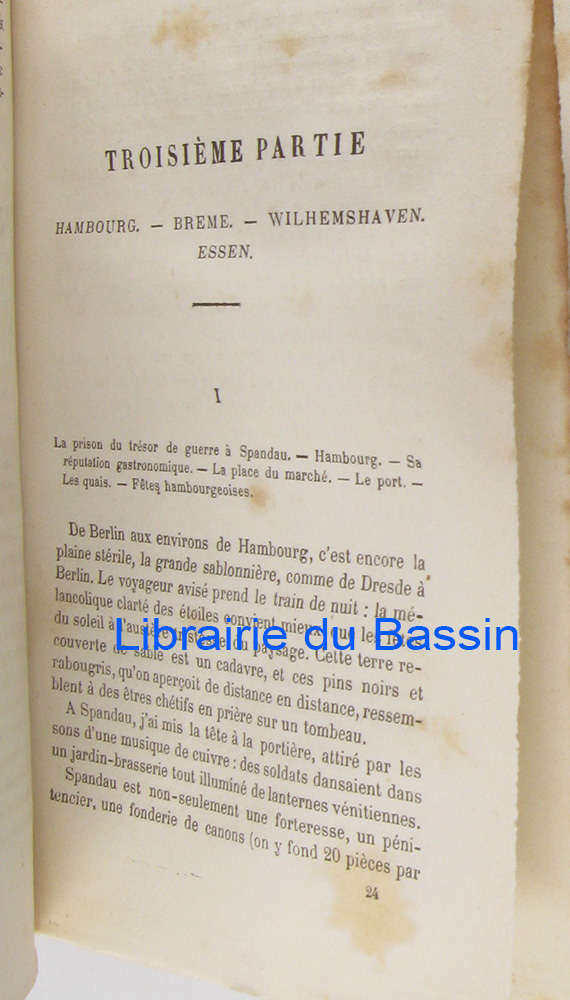 TROISIÈME PARTIE
HAMBOURG. — BREME. — WILHEMSHAVEN.
ESSEN.
I
La prison du trésor de guerre à Spandau. — Hambourg. — Sa
réputation gastronomique. — La place du marché. — Le port. —
Les quais. — Fêtes hambourgeoises.
De Berlin aux environs de Hambourg, c'est encore la
plaine stérile, la grande sablonnière, comme de Dresde à
Berlin. Le voyageur avisé prend le train de nuit : la mé-
lancolique clarté des étoiles convient mieux que les
du soleil à l'austère tristesse du paysage. Cette terre re-
Librairie du Bassin
couverte de sable est un cadavre, et ces pins noirs et
rabougris, qu'on aperçoit de distance en distance, ressem-
blent à des êtres chétifs en prière sur un tombeau.
A Spandau, j'ai mis la tête à la portière, attiré par les
sons d'une musique de cuivre : des soldats dansaient dans
un jardin-brasserie tout illuminé de lanternes vénitiennes.
Spandau est non-seulement une forteresse, un péni-
tencier, une fonderie de canons (on y fond 20 pièces par
24